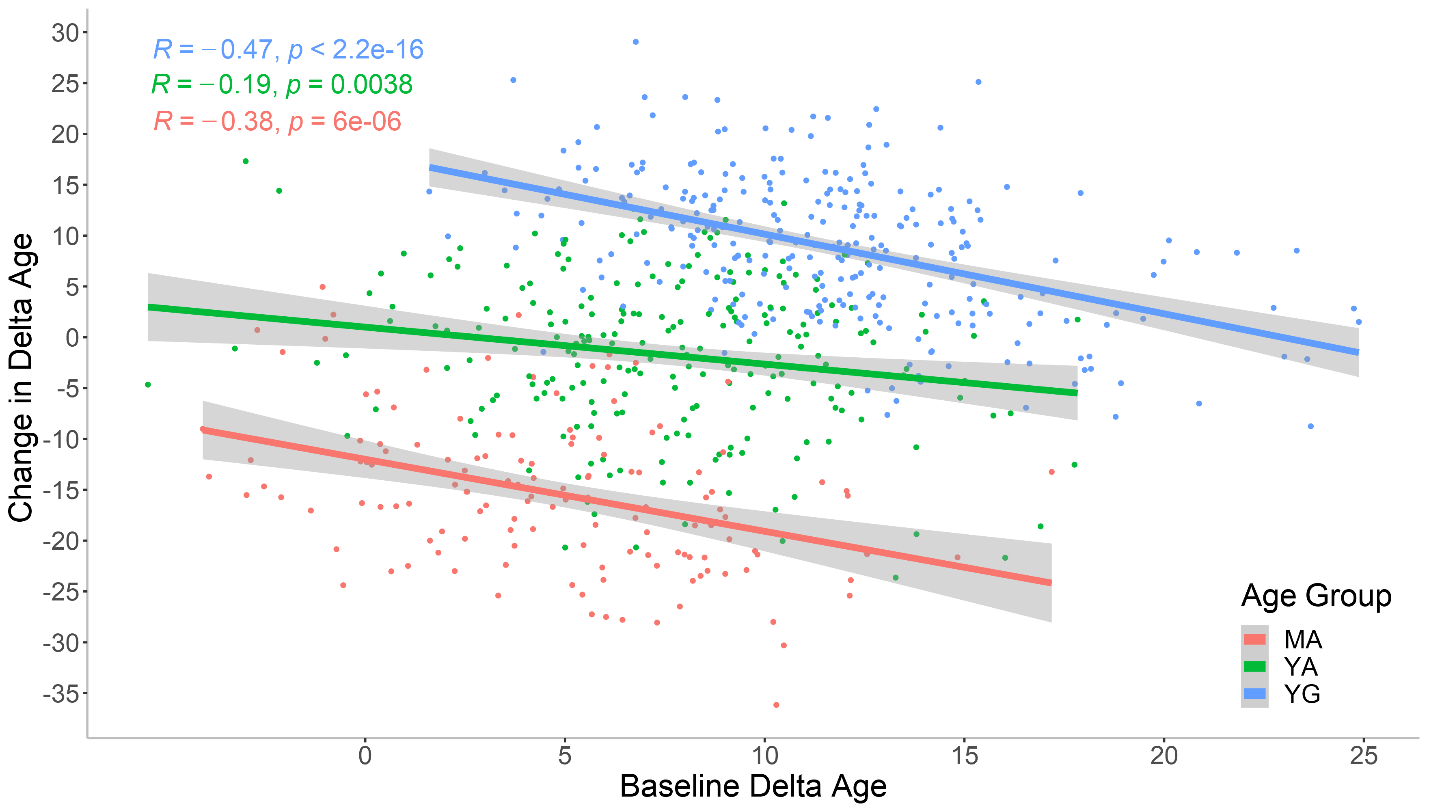 R = −0.47, p < 2.2e-16
R = −0.19, p = 0.0038
R = −0.38, p = 6e-06
30
25
20
15
10
5
0
-5
-10
-15
-20
-25
-30
-35
Change in Delta Age
Age Group
MA
YA
YG
0 5 10 15 20 25
Baseline Delta Age